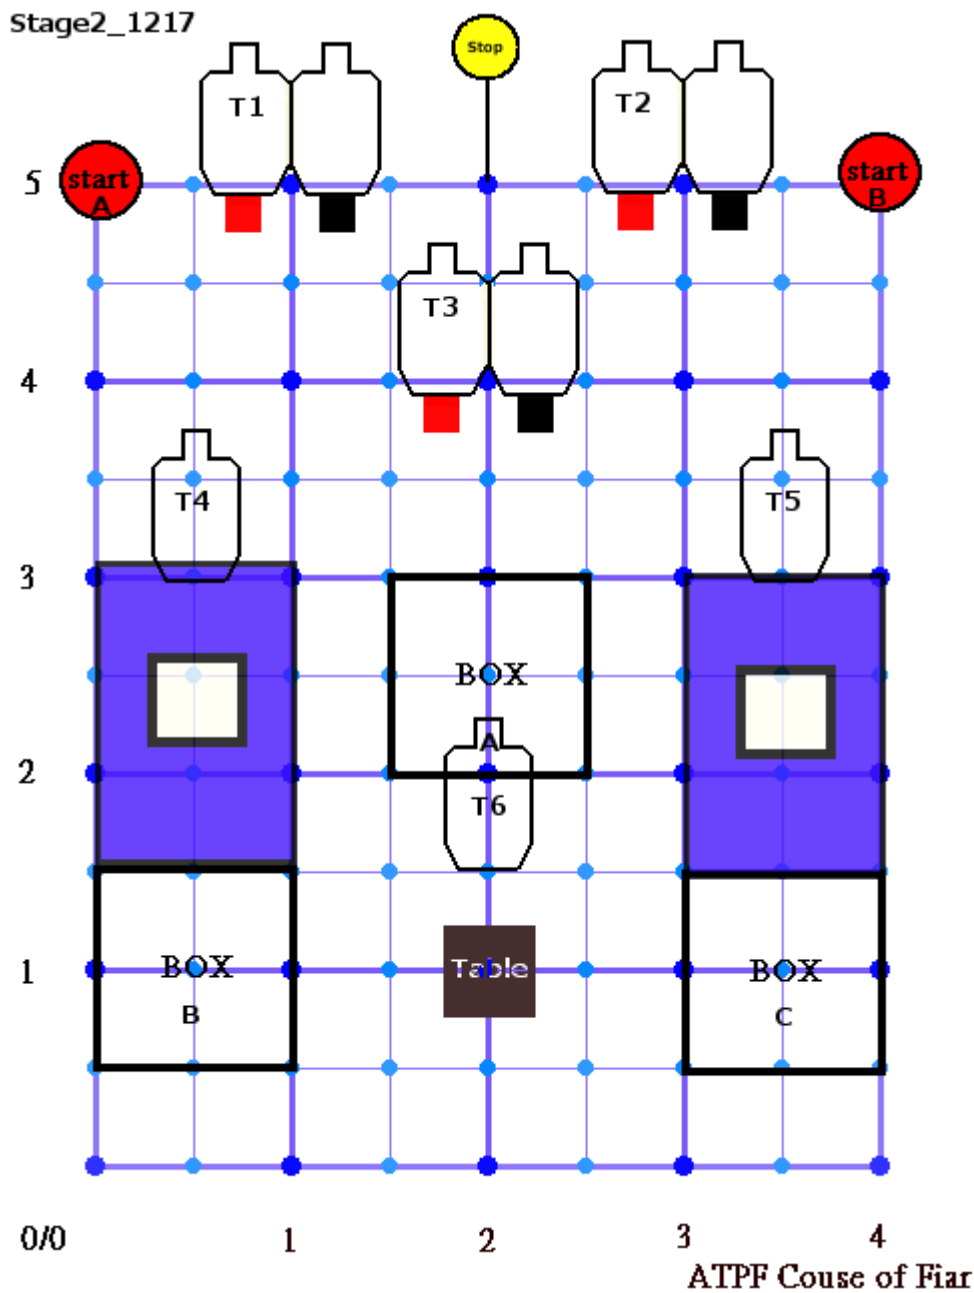 Stage2_1217
Stop
T1
T2
start
A
start
B
5
T3
4
T4
T5
3
BOX
A
2
T6
BOX
B
1
Table
BOX
C
0/0
1
2
3
4
ATPF Couse of Fiar